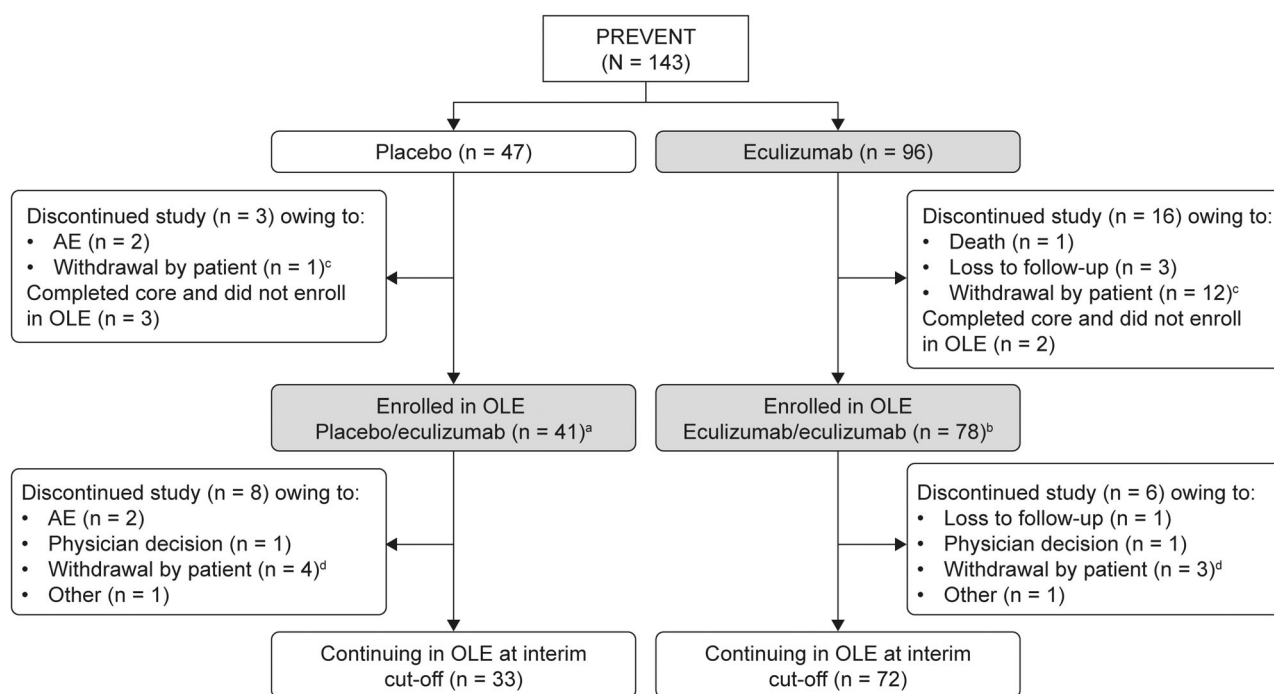 PREVENT
(N = 143)
Placebo (n = 47)
Eculizumab (n = 96)
Discontinued study (n = 3) owing to:
• AE (n = 2)
• Withdrawal by patient (n = 1)ᶜ
Completed core and did not enroll
in OLE (n = 3)
Discontinued study (n = 16) owing to:
• Death (n = 1)
• Loss to follow-up (n = 3)
• Withdrawal by patient (n = 12)ᶜ
Completed core and did not enroll
in OLE (n = 2)
Enrolled in OLE
Placebo/eculizumab (n = 41)ᵃ
Enrolled in OLE
Eculizumab/eculizumab (n = 78)ᵇ
Discontinued study (n = 8) owing to:
• AE (n = 2)
• Physician decision (n = 1)
• Withdrawal by patient (n = 4)ᵈ
• Other (n = 1)
Discontinued study (n = 6) owing to:
• Loss to follow-up (n = 1)
• Physician decision (n = 1)
• Withdrawal by patient (n = 3)ᵈ
• Other (n = 1)
Continuing in OLE at interim
cut-off (n = 33)
Continuing in OLE at interim
cut-off (n = 72)